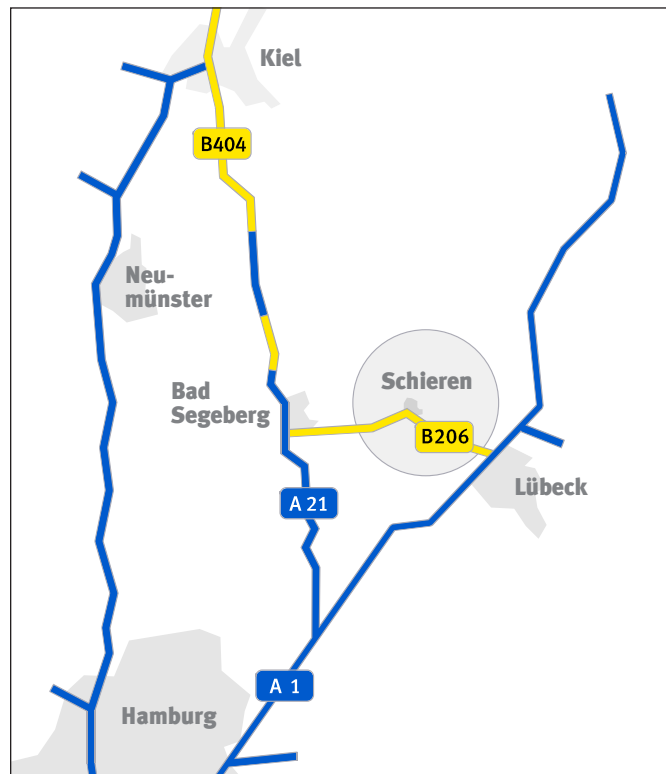 Kiel
B404
Neu-
münster
Bad
Segeberg
Schieren
B206
Lübeck
A 21
A 1
Hamburg